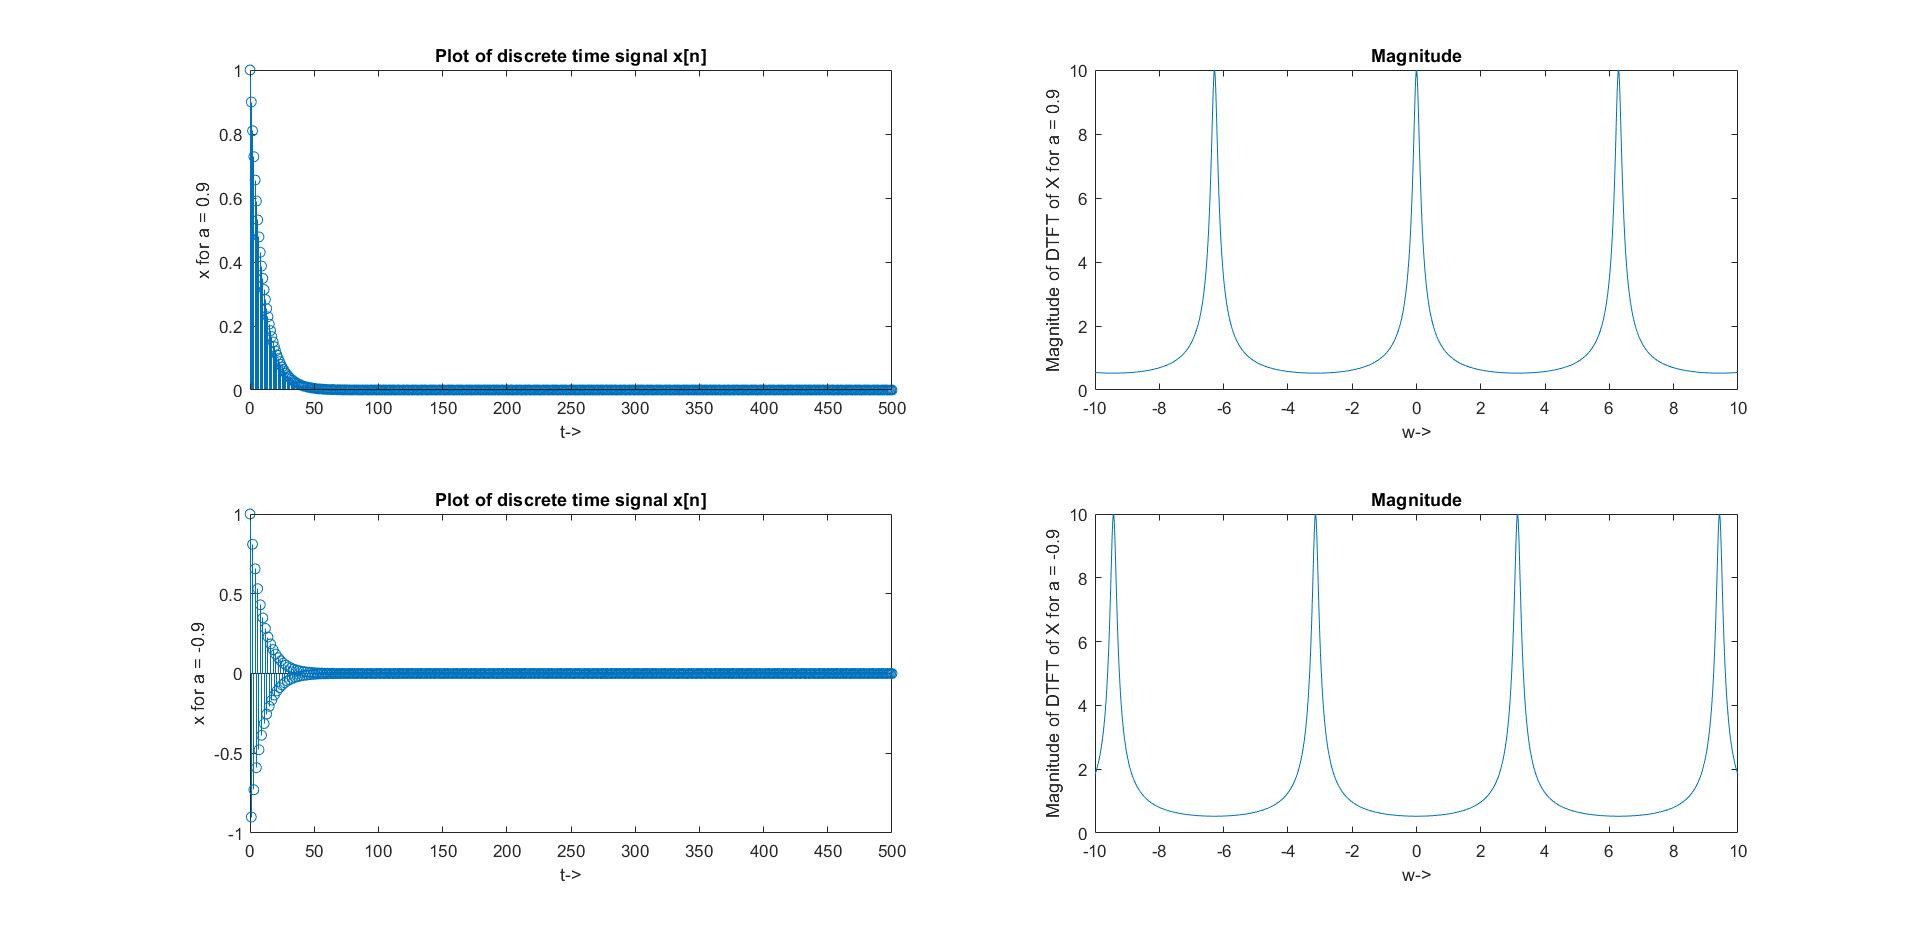 Plot of discrete time signal x[n]
x for a = 0.9
1
0.8
0.6
0.4
0.2
0
0 50 100 150 200 250 300 350 400 450 500
t->
Magnitude
Magnitude of DTFT of X for a = 0.9
10
8
6
4
2
0
-10 -8 -6 -4 -2 0 2 4 6 8 10
w->
Plot of discrete time signal x[n]
x for a = -0.9
1
0.5
0
-0.5
-1
0 50 100 150 200 250 300 350 400 450 500
t->
Magnitude
Magnitude of DTFT of X for a = -0.9
10
8
6
4
2
0
-10 -8 -6 -4 -2 0 2 4 6 8 10
w->